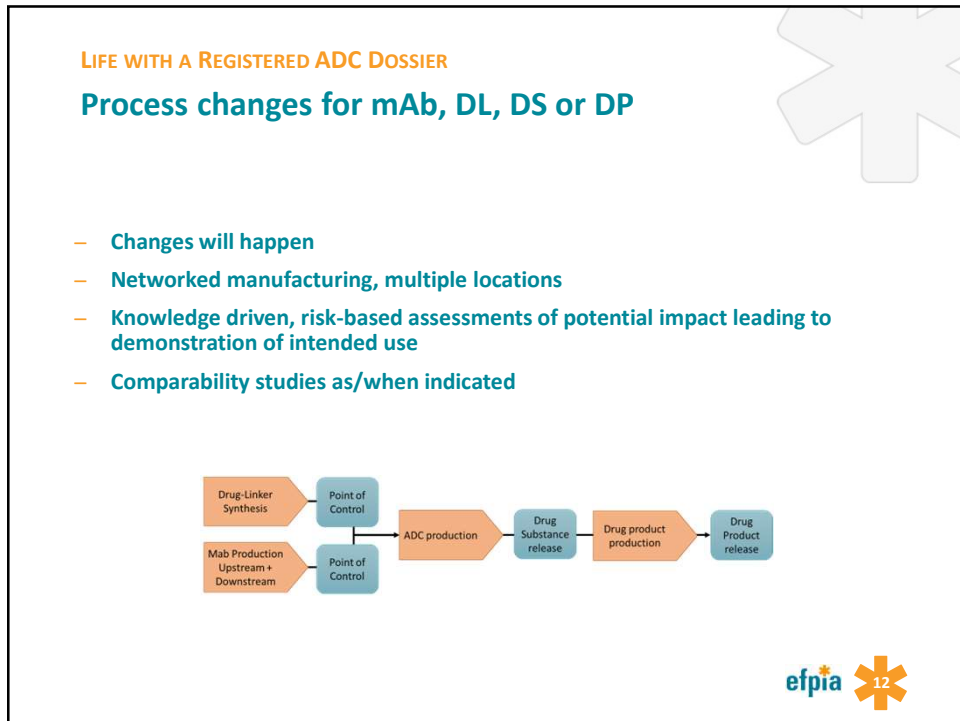 LIFE WITH A REGISTERED ADC DOSSIER
Process changes for mAb, DL, DS or DP
– Changes will happen
– Networked manufacturing, multiple locations
– Knowledge driven, risk-based assessments of potential impact leading to
demonstration of intended use
– Comparability studies as/when indicated
Drug-Linker
Synthesis
Point of
Control
Mab Production
Upstream +
Downstream
Point of
Control
ADC production
Drug
Substance
release
Drug product
production
Drug
Product
release
efpia
12